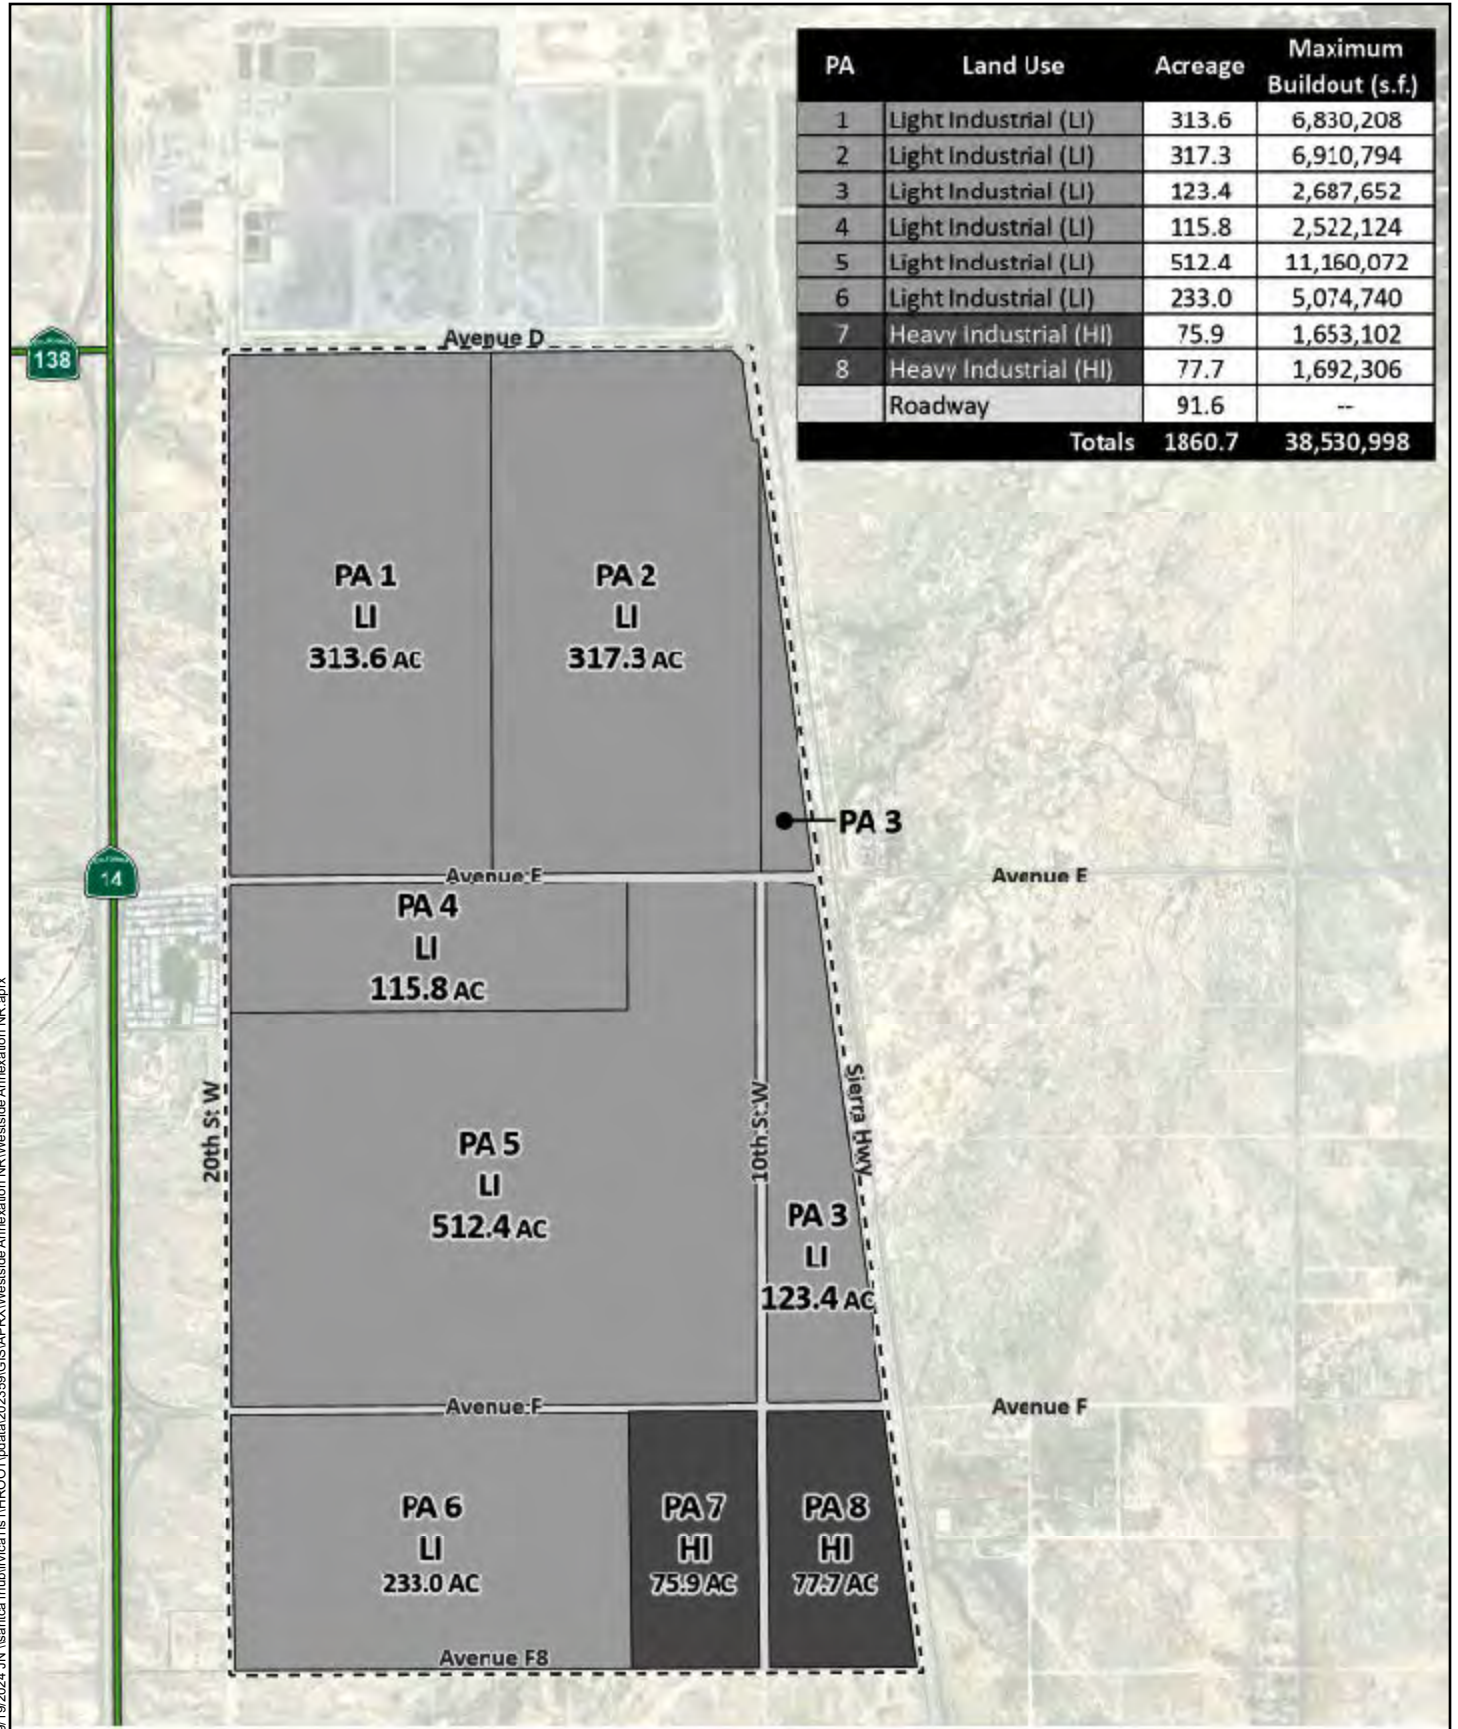 PA Land Use Acreage Maximum Buildout (s.f.)
1 Light Industrial (LI) 313.6 6,830,208
2 Light Industrial (LI) 317.3 6,910,794
3 Light Industrial (LI) 123.4 2,687,652
4 Light Industrial (LI) 115.8 2,522,124
5 Light Industrial (LI) 512.4 11,160,072
6 Light Industrial (LI) 233.0 5,074,740
7 Heavy Industrial (HI) 75.9 1,653,102
8 Heavy Industrial (HI) 77.7 1,692,306
Roadway 91.6 --
Totals 1860.7 38,530,998
Avenue D
138
PA 1
LI
313.6 AC
PA 2
LI
317.3 AC
PA 3
14
Avenue E
Avenue E
PA 4
LI
115.8 AC
20th St W
10th St W
Sierra Hwy
PA 5
LI
512.4 AC
PA 3
LI
123.4 AC
Avenue F
Avenue F
PA 6
LI
233.0 AC
PA 7
HI
75.9 AC
PA 8
HI
77.7 AC
Avenue F8